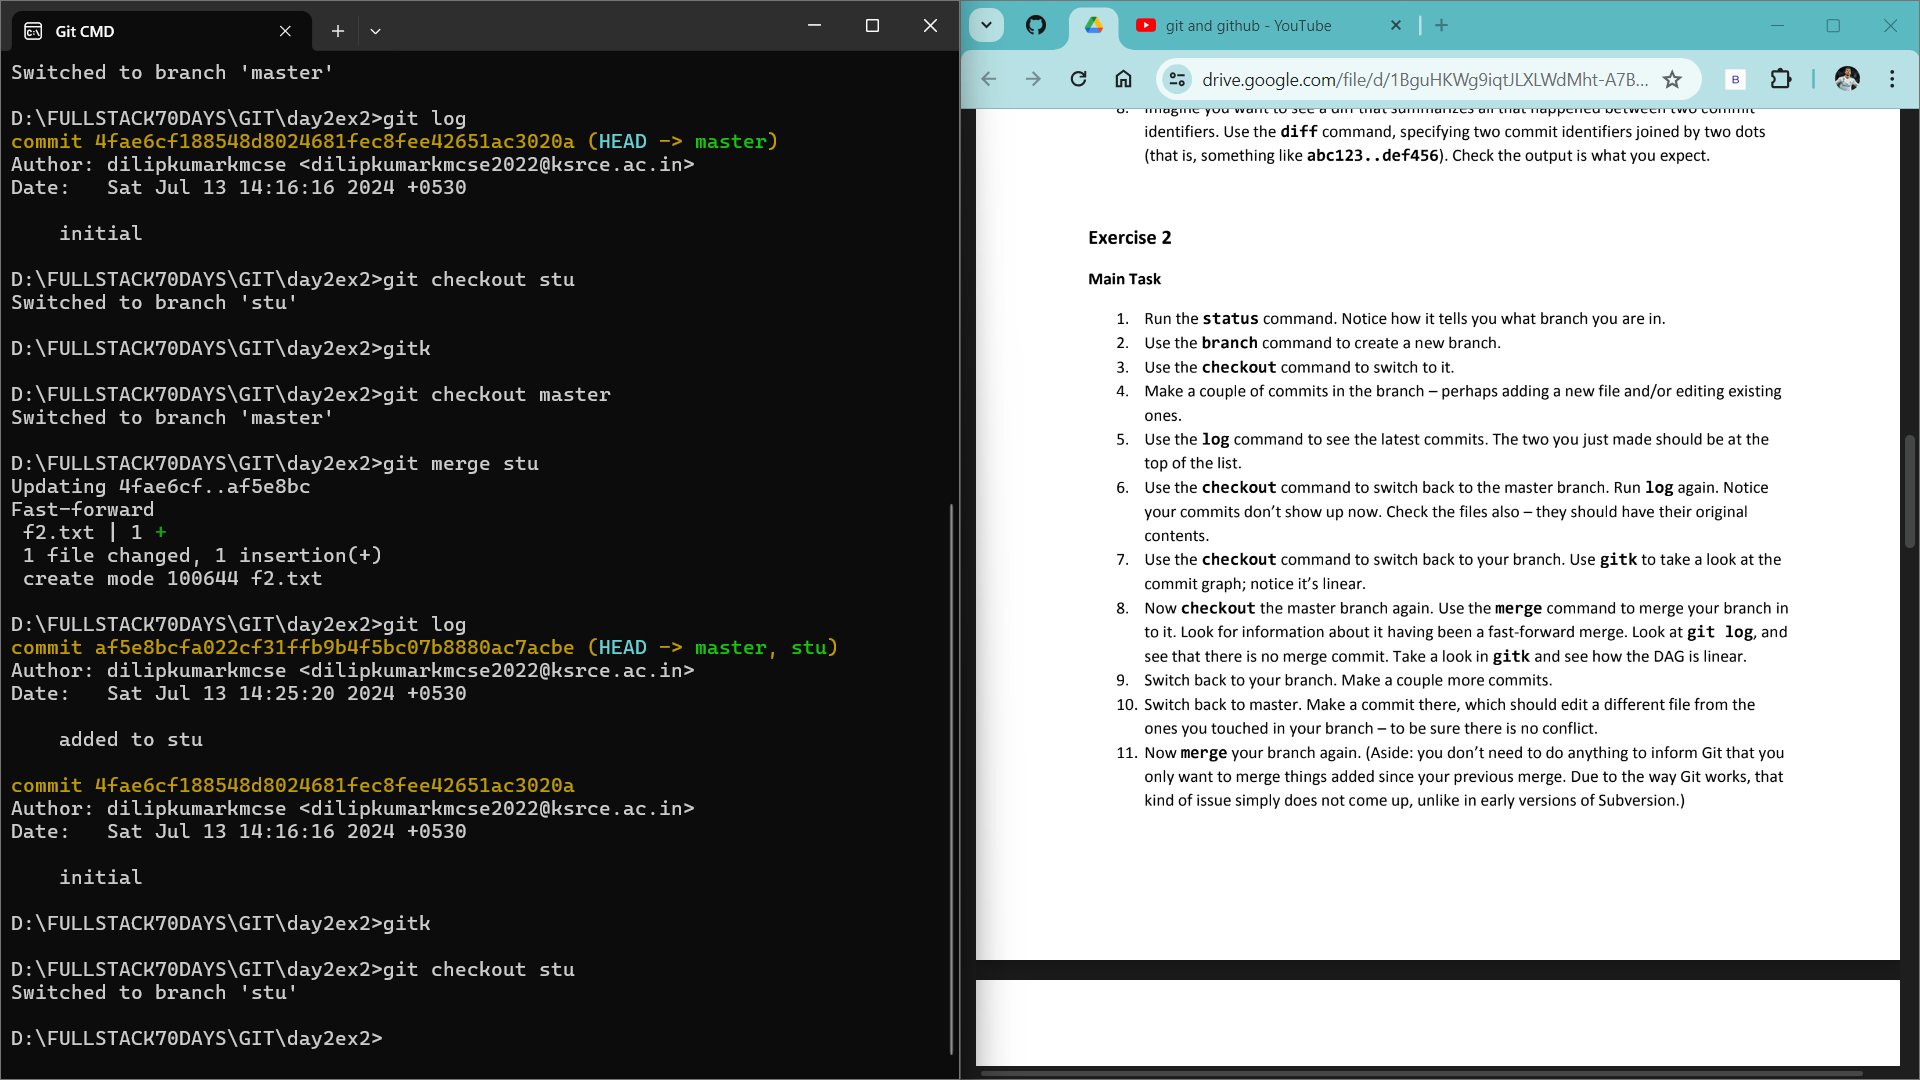 Git CMD
Switched to branch 'master'
D:\FULLSTACK70DAYS\GIT\day2ex2>git log
commit 4fae6cf188548d8024681fec8fee42651ac3020a (HEAD -> master)
Author: dilipkumarkmcse <dilipkumarkmcse2022@ksrce.ac.in>
Date:   Sat Jul 13 14:16:16 2024 +0530
    initial
D:\FULLSTACK70DAYS\GIT\day2ex2>git checkout stu
Switched to branch 'stu'
D:\FULLSTACK70DAYS\GIT\day2ex2>gitk
D:\FULLSTACK70DAYS\GIT\day2ex2>git checkout master
Switched to branch 'master'
D:\FULLSTACK70DAYS\GIT\day2ex2>git merge stu
Updating 4fae6cf..af5e8bc
Fast-forward
 f2.txt | 1 +
 1 file changed, 1 insertion(+)
 create mode 100644 f2.txt
D:\FULLSTACK70DAYS\GIT\day2ex2>git log
commit af5e8bcfa022cf31ffb9b4f5bc07b8880ac7acbe (HEAD -> master, stu)
Author: dilipkumarkmcse <dilipkumarkmcse2022@ksrce.ac.in>
Date:   Sat Jul 13 14:25:20 2024 +0530
    added to stu
commit 4fae6cf188548d8024681fec8fee42651ac3020a
Author: dilipkumarkmcse <dilipkumarkmcse2022@ksrce.ac.in>
Date:   Sat Jul 13 14:16:16 2024 +0530
    initial
D:\FULLSTACK70DAYS\GIT\day2ex2>gitk
D:\FULLSTACK70DAYS\GIT\day2ex2>git checkout stu
Switched to branch 'stu'
D:\FULLSTACK70DAYS\GIT\day2ex2>
git and github - YouTube
drive.google.com/file/d/1BguHKWg9iqtJLXLWdMht-A7B...
B
8. Imagine you want to see a diff that summarizes all that happened between two commit
identifiers. Use the diff command, specifying two commit identifiers joined by two dots
(that is, something like abc123..def456). Check the output is what you expect.
Exercise 2
Main Task
1. Run the status command. Notice how it tells you what branch you are in.
2. Use the branch command to create a new branch.
3. Use the checkout command to switch to it.
4. Make a couple of commits in the branch – perhaps adding a new file and/or editing existing
ones.
5. Use the log command to see the latest commits. The two you just made should be at the
top of the list.
6. Use the checkout command to switch back to the master branch. Run log again. Notice
your commits don’t show up now. Check the files also – they should have their original
contents.
7. Use the checkout command to switch back to your branch. Use gitk to take a look at the
commit graph; notice it’s linear.
8. Now checkout the master branch again. Use the merge command to merge your branch in
to it. Look for information about it having been a fast-forward merge. Look at git log, and
see that there is no merge commit. Take a look in gitk and see how the DAG is linear.
9. Switch back to your branch. Make a couple more commits.
10. Switch back to master. Make a commit there, which should edit a different file from the
ones you touched in your branch – to be sure there is no conflict.
11. Now merge your branch again. (Aside: you don’t need to do anything to inform Git that you
only want to merge things added since your previous merge. Due to the way Git works, that
kind of issue simply does not come up, unlike in early versions of Subversion.)